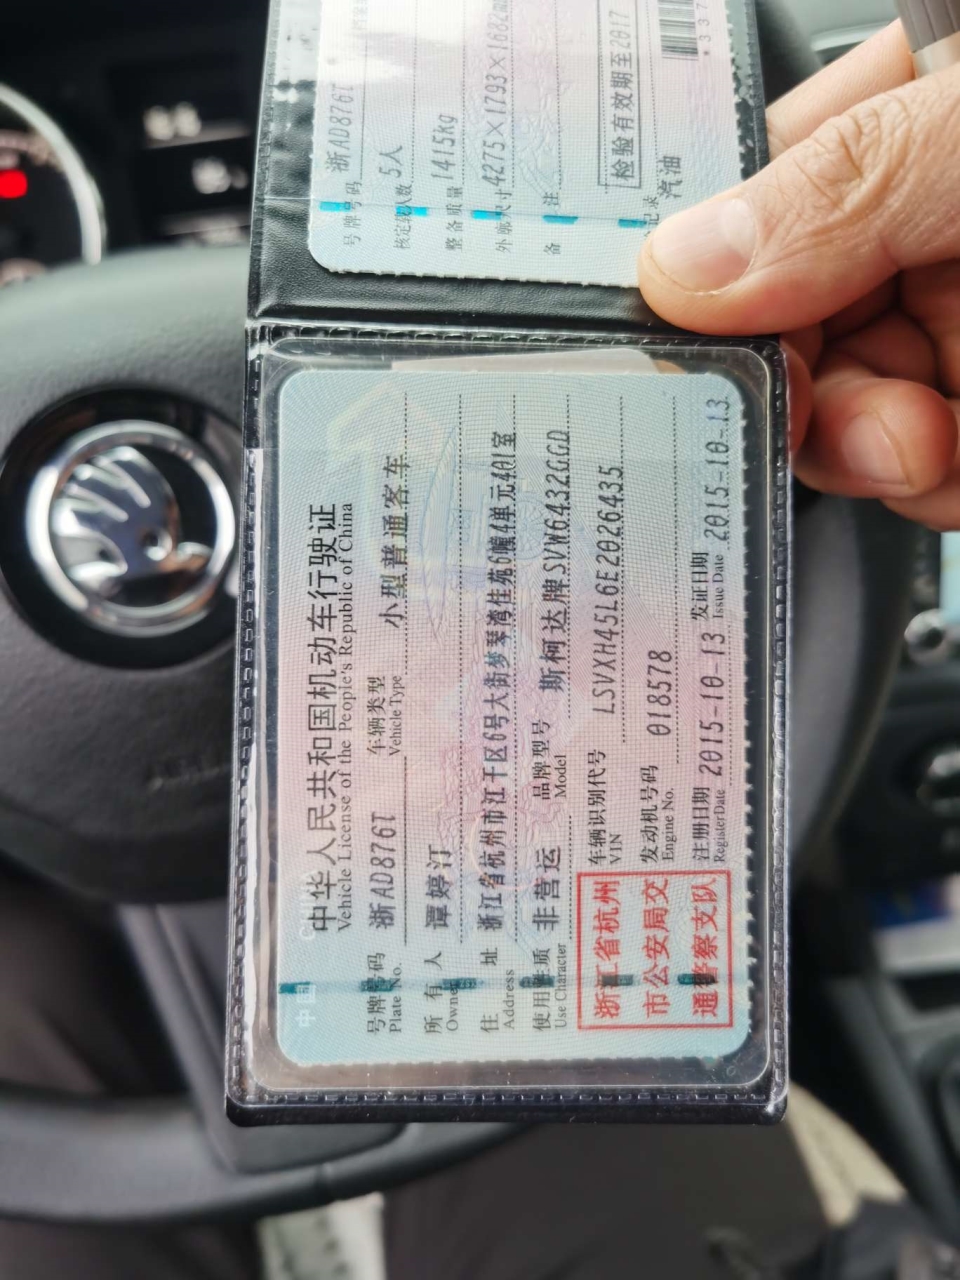 中华人民共和国机动车行驶证
Vehicle License of the People's Republic of China
号牌号码 浙AD876T 车辆类型 小型普通客车
Plate No. Vehicle Type
所有人 谭婷汀
Owner
住址 浙江省杭州市江干区6号大街梦琴湾佳苑6幢4单元401室
Address
使用性质 非营运 品牌型号 斯柯达牌SVW6432GGD
Use Character Model
浙江省杭州
市公安局交
通警察支队
车辆识别代号 LSVXH45L6E2026435
VIN
发动机号码 018578
Engine No.
注册日期 2015-10-13 发证日期 2015-10-13
Register Date Issue Date
号牌号码 浙AD876T
核定载人数 5人
整备质量 1415kg
外廓尺寸 4275×1793×1682
备注
检验有效期至2017
记录 汽油
*337
中国